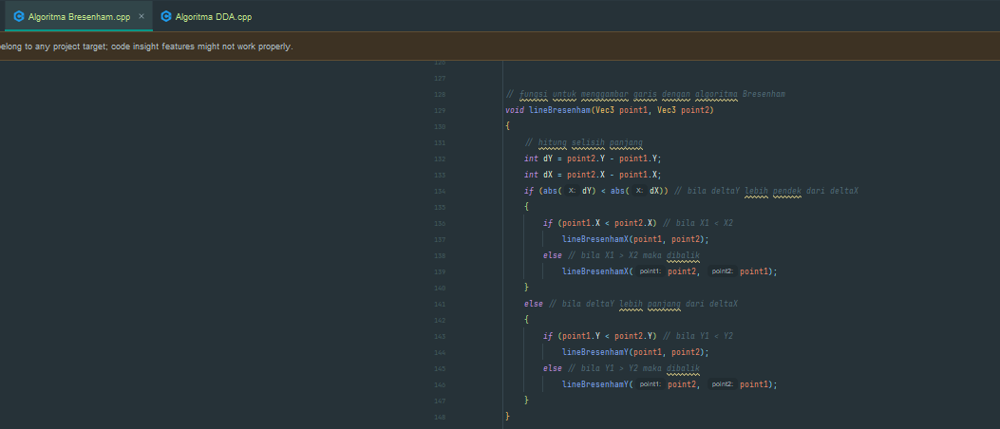 Algoritma Bresenham.cpp × Algoritma DDA.cpp
elong to any project target; code insight features might not work properly.
126
127
128 // fungsi untuk menggambar garis dengan algoritma Bresenham
129 void lineBresenham(Vec3 point1, Vec3 point2)
130 {
131 // hitung selisih panjang
132 int dY = point2.Y - point1.Y;
133 int dX = point2.X - point1.X;
134 if (abs( X: dY) < abs( X: dX)) // bila deltaY lebih pendek dari deltaX
135 {
136 if (point1.X < point2.X) // bila X1 < X2
137 lineBresenhamX(point1, point2);
138 else // bila X1 > X2 maka dibalik
139 lineBresenhamX( point1: point2, point2: point1);
140 }
141 else // bila deltaY lebih panjang dari deltaX
142 {
143 if (point1.Y < point2.Y) // bila Y1 < Y2
144 lineBresenhamY(point1, point2);
145 else // bila Y1 > Y2 maka dibalik
146 lineBresenhamY( point1: point2, point2: point1);
147 }
148 }